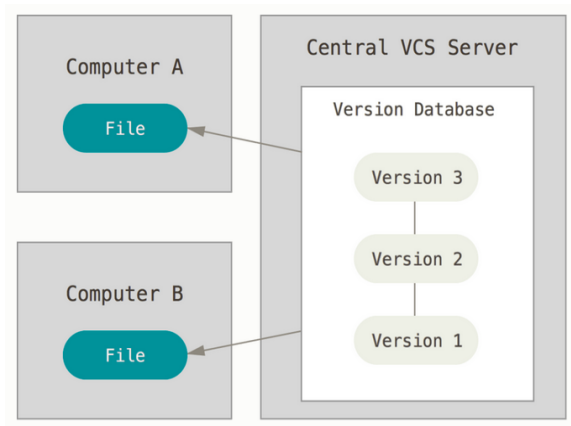 Computer A
File
Computer B
File
Central VCS Server
Version Database
Version 3
Version 2
Version 1